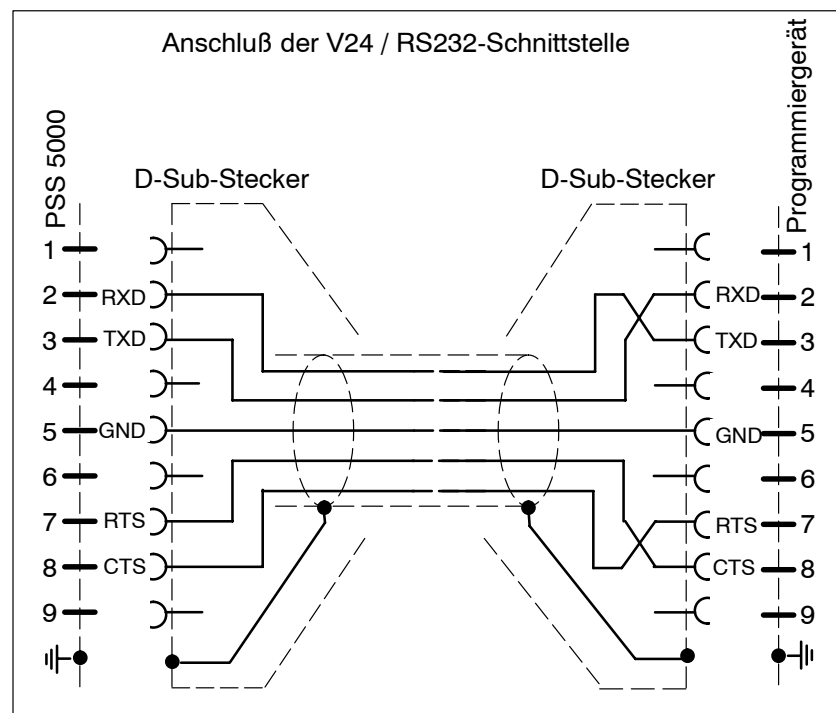 Anschluß der V24 / RS232-Schnittstelle
PSS 5000
Programmiergerät
D-Sub-Stecker D-Sub-Stecker
1 1
2 RXD RXD 2
3 TXD TXD 3
4 4
5 GND GND 5
6 6
7 RTS RTS 7
8 CTS CTS 8
9 9